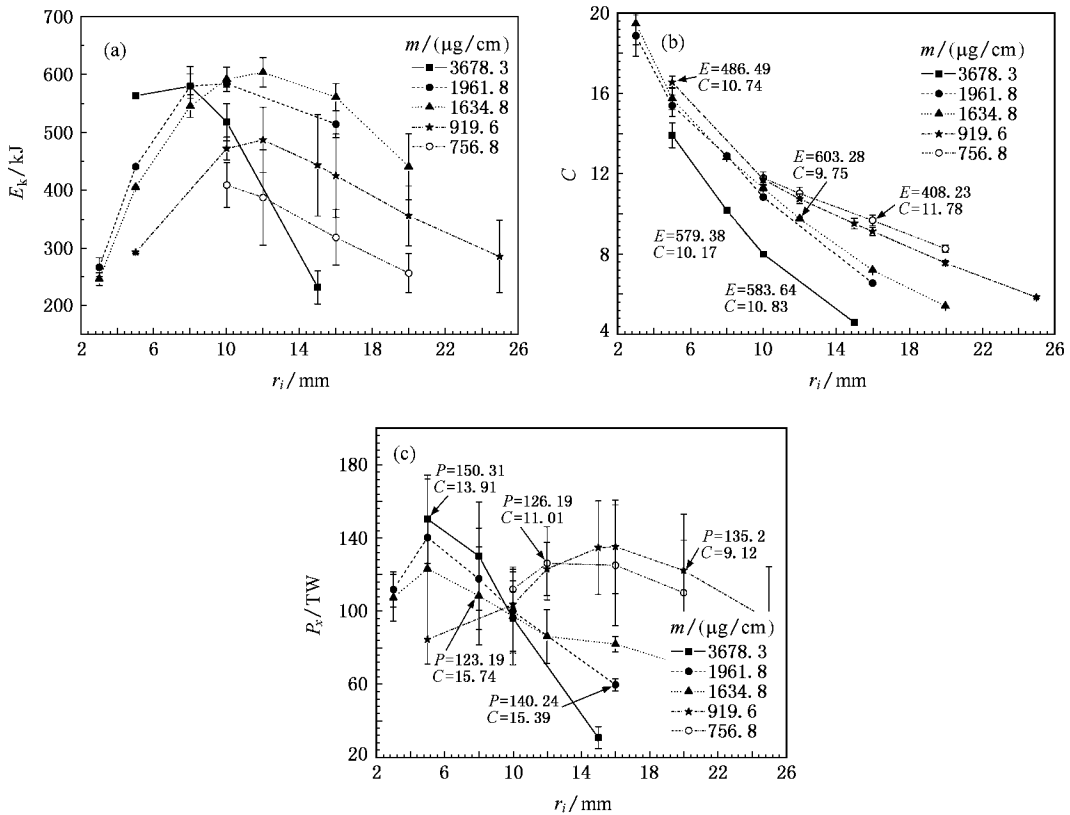 (a)
m/(μg/cm)
3678.3
1961.8
1634.8
919.6
756.8
700
600
500
400
300
200
E_k/kJ
2 6 10 14 18 22 26
r_i/mm
(b)
m/(μg/cm)
3678.3
1961.8
1634.8
919.6
756.8
E=486.49
C=10.74
E=603.28
C=9.75
E=408.23
C=11.78
E=579.38
C=10.17
E=583.64
C=10.83
20
16
12
8
4
C
2 6 10 14 18 22 26
r_i/mm
(c)
P=150.31
C=13.91
P=126.19
C=11.01
P=135.2
C=9.12
P=123.19
C=15.74
P=140.24
C=15.39
m/(μg/cm)
3678.3
1961.8
1634.8
919.6
756.8
180
140
100
60
20
P_x/TW
2 6 10 14 18 22 26
r_i/mm